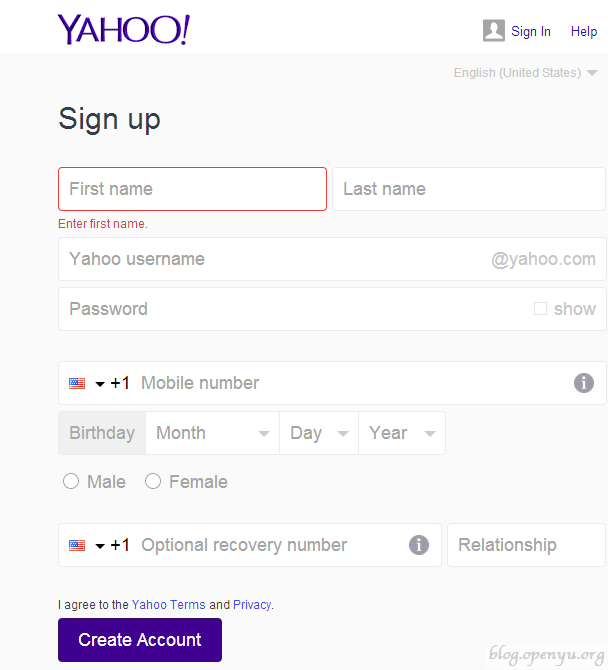 YAHOO!
Sign In Help
English (United States)
Sign up
First name Last name
Enter first name.
Yahoo username @yahoo.com
Password show
+1 Mobile number i
Birthday Month Day Year
Male Female
+1 Optional recovery number i Relationship
I agree to the Yahoo Terms and Privacy.
Create Account
blog.openyu.org